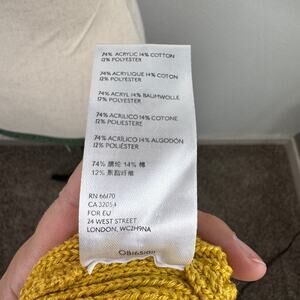 74% ACRYLIC 14% COTTON
12% POLYESTER
74% ACRYLIQUE 14% COTON
12% POLYESTER
74% ACRYL 14% BAUMWOLLE
12% POLYESTER
74% ACRILICO 14% COTONE
12% POLIESTERE
74% ACRÍLICO 14% ALGODÓN
12% POLIÉSTER
74% 腈纶 14% 棉
12% 聚酯纤维
RN 66170
CA 32054
FOR EU
24 WEST STREET
LONDON, WC2H9NA